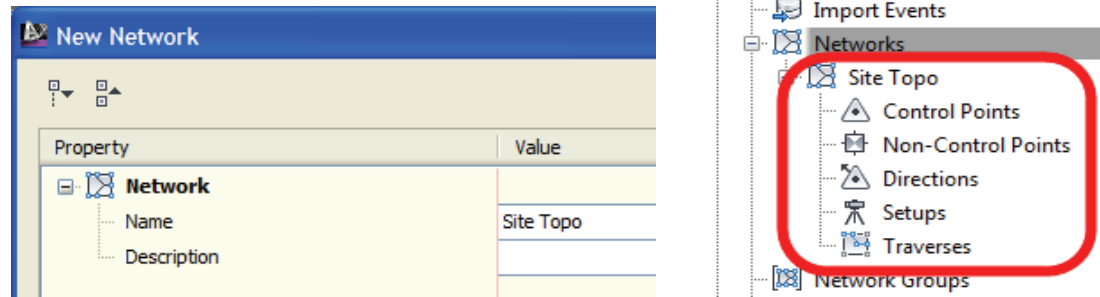 New Network
Property Value
Network
Name Site Topo
Description
Import Events
Networks
Site Topo
Control Points
Non-Control Points
Directions
Setups
Traverses
Network Groups